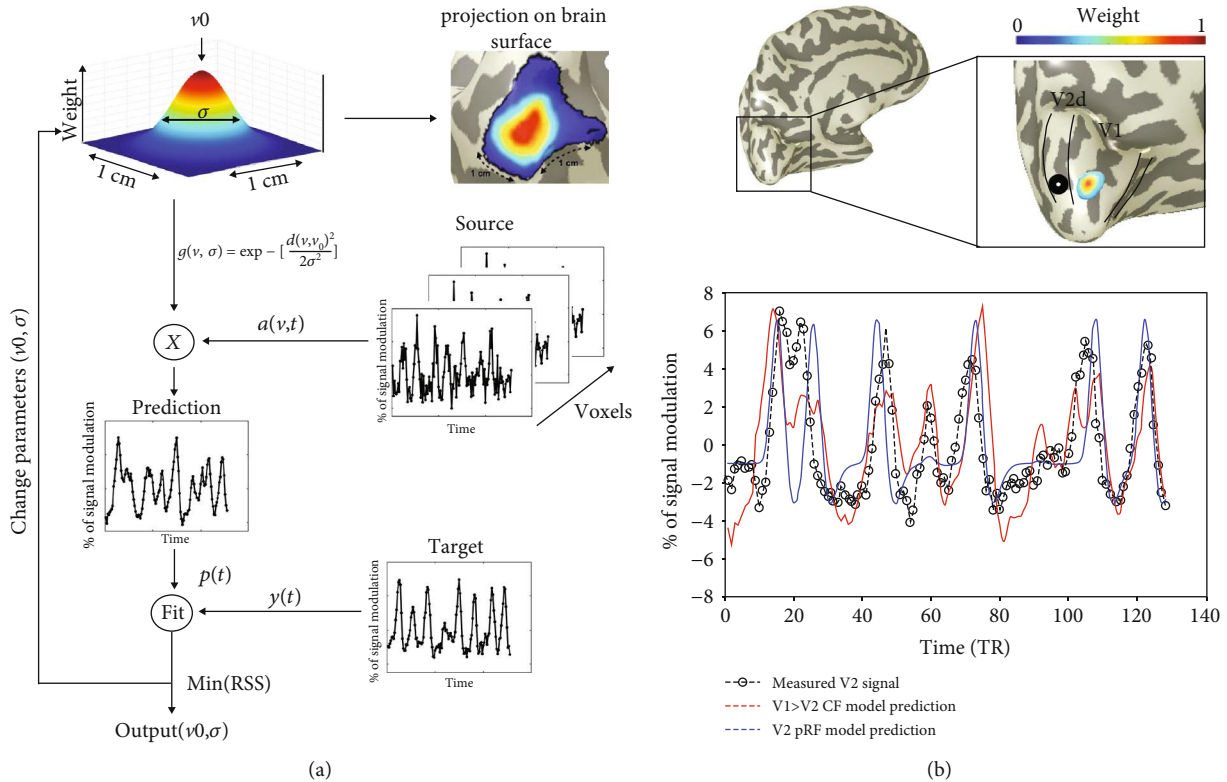 ν0
Weight
σ
1 cm
1 cm
projection on brain
surface
1 cm
1 cm
g(ν, σ) = exp − [ d(ν,ν₀)² / 2σ² ]
Source
% of signal modulation
Time
Voxels
a(ν,t)
X
Change parameters (ν0, σ)
Prediction
% of signal modulation
Time
p(t)
Target
% of signal modulation
Time
y(t)
Fit
Min(RSS)
Output(ν0,σ)
(a)
Weight
0 1
V2d
V1
% of signal modulation
8
6
4
2
0
−2
−4
−6
−8
0 20 40 60 80 100 120 140
Time (TR)
Measured V2 signal
V1>V2 CF model prediction
V2 pRF model prediction
(b)